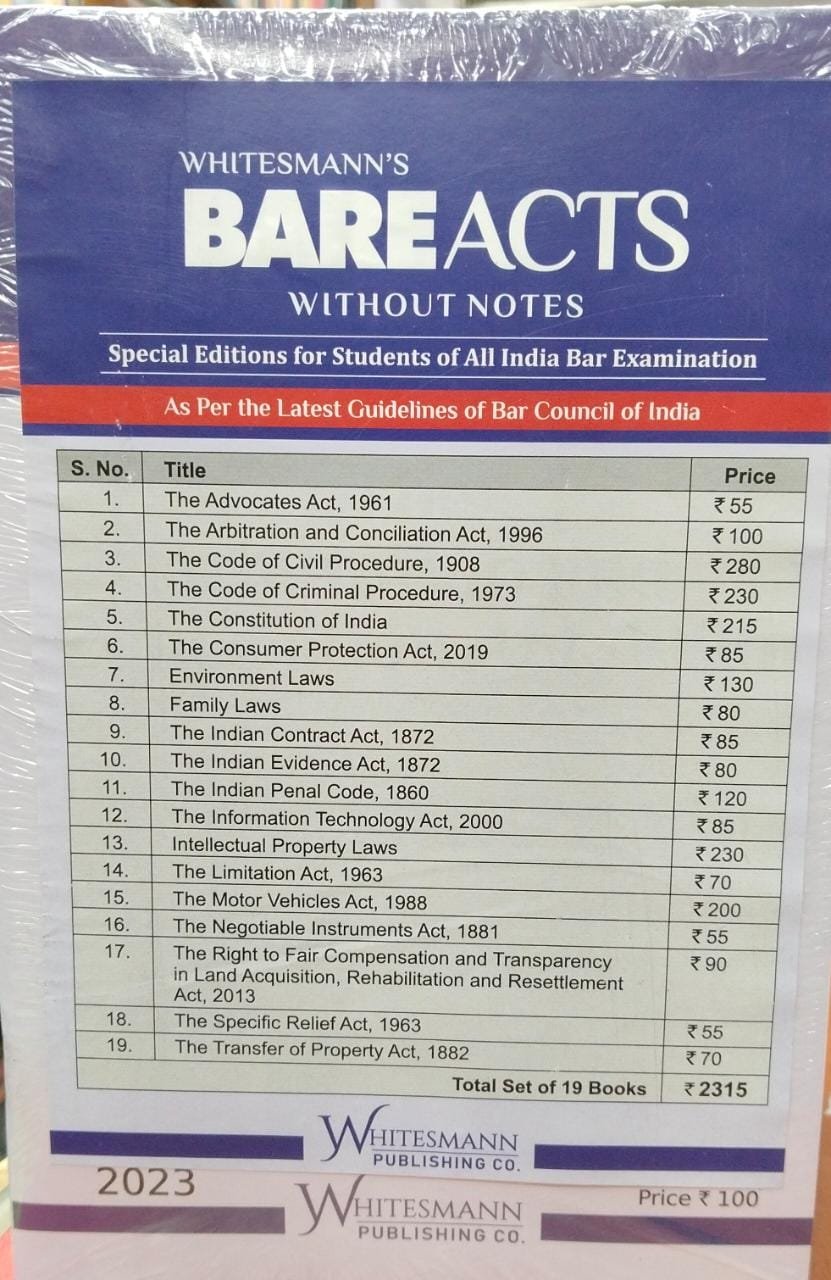 WHITESMANN'S
BARE ACTS
WITHOUT NOTES
Special Editions for Students of All India Bar Examination
As Per the Latest Guidelines of Bar Council of India
S. No. Title Price
1. The Advocates Act, 1961 ₹ 55
2. The Arbitration and Conciliation Act, 1996 ₹ 100
3. The Code of Civil Procedure, 1908 ₹ 280
4. The Code of Criminal Procedure, 1973 ₹ 230
5. The Constitution of India ₹ 215
6. The Consumer Protection Act, 2019 ₹ 85
7. Environment Laws ₹ 130
8. Family Laws ₹ 80
9. The Indian Contract Act, 1872 ₹ 85
10. The Indian Evidence Act, 1872 ₹ 80
11. The Indian Penal Code, 1860 ₹ 120
12. The Information Technology Act, 2000 ₹ 85
13. Intellectual Property Laws ₹ 230
14. The Limitation Act, 1963 ₹ 70
15. The Motor Vehicles Act, 1988 ₹ 200
16. The Negotiable Instruments Act, 1881 ₹ 55
17. The Right to Fair Compensation and Transparency ₹ 90
in Land Acquisition, Rehabilitation and Resettlement
Act, 2013
18. The Specific Relief Act, 1963 ₹ 55
19. The Transfer of Property Act, 1882 ₹ 70
Total Set of 19 Books ₹ 2315
WHITESMANN
PUBLISHING CO.
2023 Price ₹ 100
WHITESMANN
PUBLISHING CO.